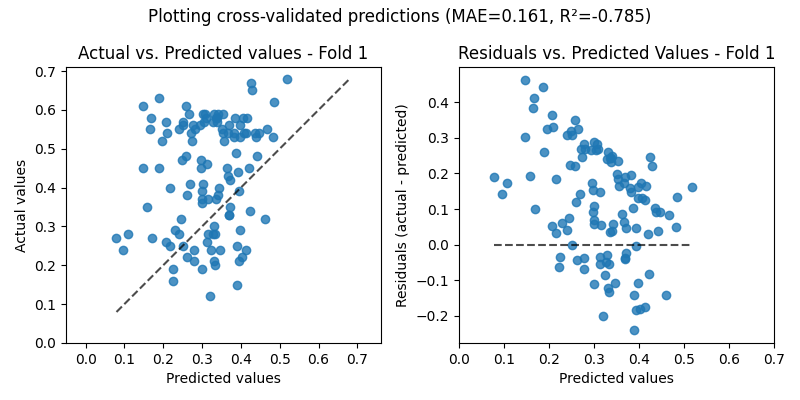 Plotting cross-validated predictions (MAE=0.161, R²=-0.785)
Actual vs. Predicted values - Fold 1
Actual values
0.7
0.6
0.5
0.4
0.3
0.2
0.1
0.0
0.0 0.1 0.2 0.3 0.4 0.5 0.6 0.7
Predicted values
Residuals vs. Predicted Values - Fold 1
Residuals (actual - predicted)
0.4
0.3
0.2
0.1
0.0
−0.1
−0.2
0.0 0.1 0.2 0.3 0.4 0.5 0.6 0.7
Predicted values